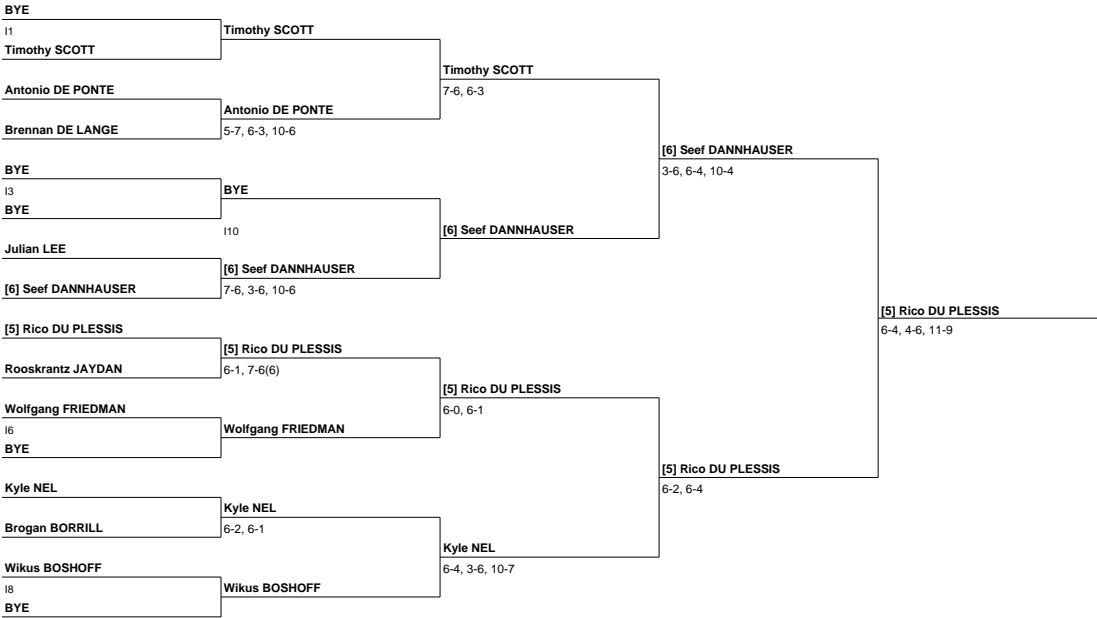 BYE
I1
Timothy SCOTT
Antonio DE PONTE
Brennan DE LANGE
BYE
I3
BYE
Julian LEE
[6] Seef DANNHAUSER
[5] Rico DU PLESSIS
Rooskrantz JAYDAN
Wolfgang FRIEDMAN
I6
BYE
Kyle NEL
Brogan BORRILL
Wikus BOSHOFF
I8
BYE
Timothy SCOTT
Antonio DE PONTE
5-7, 6-3, 10-6
BYE
I10
[6] Seef DANNHAUSER
7-6, 3-6, 10-6
[5] Rico DU PLESSIS
6-1, 7-6(6)
Wolfgang FRIEDMAN
Kyle NEL
6-2, 6-1
Wikus BOSHOFF
Timothy SCOTT
7-6, 6-3
[6] Seef DANNHAUSER
[5] Rico DU PLESSIS
6-0, 6-1
Kyle NEL
6-4, 3-6, 10-7
[6] Seef DANNHAUSER
3-6, 6-4, 10-4
[5] Rico DU PLESSIS
6-2, 6-4
[5] Rico DU PLESSIS
6-4, 4-6, 11-9